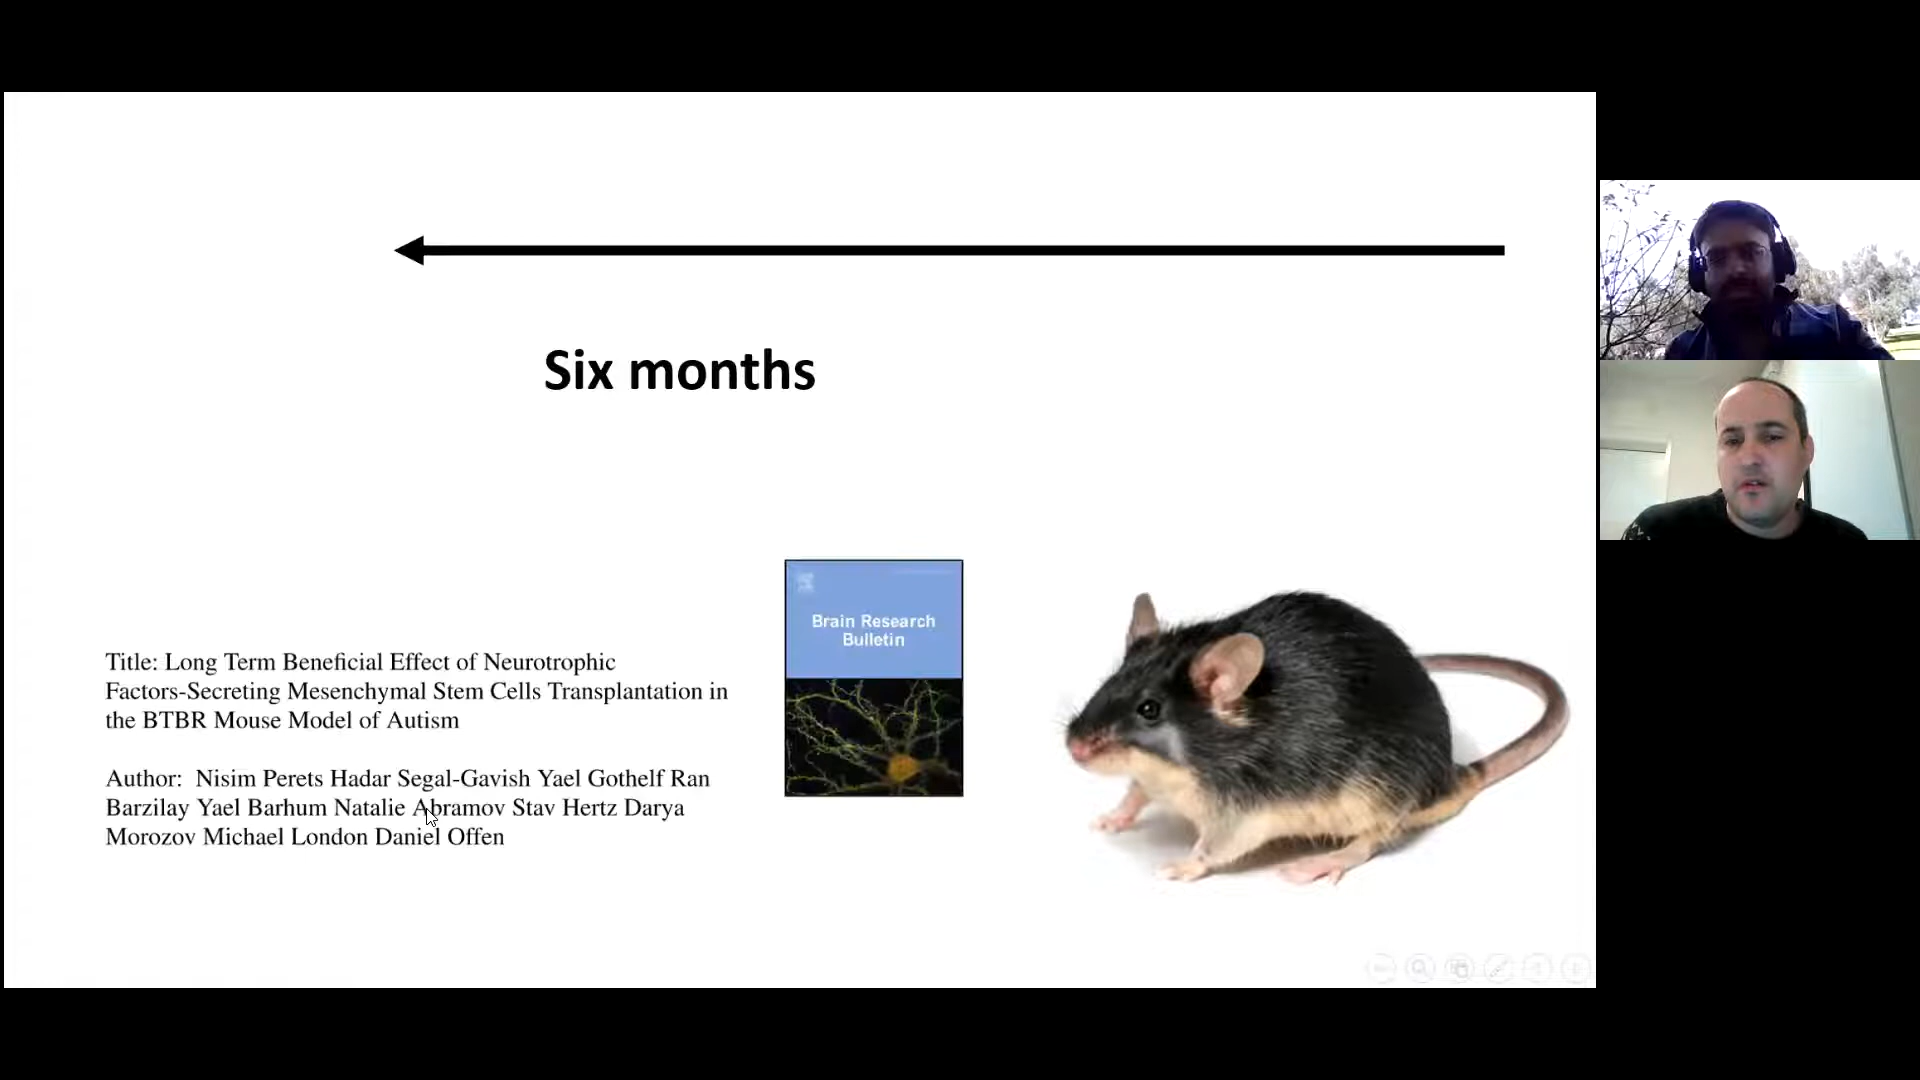 Six months
Brain Research
Bulletin
Title: Long Term Beneficial Effect of Neurotrophic
Factors-Secreting Mesenchymal Stem Cells Transplantation in
the BTBR Mouse Model of Autism
Author:  Nisim Perets Hadar Segal-Gavish Yael Gothelf Ran
Barzilay Yael Barhum Natalie Abramov Stav Hertz Darya
Morozov Michael London Daniel Offen